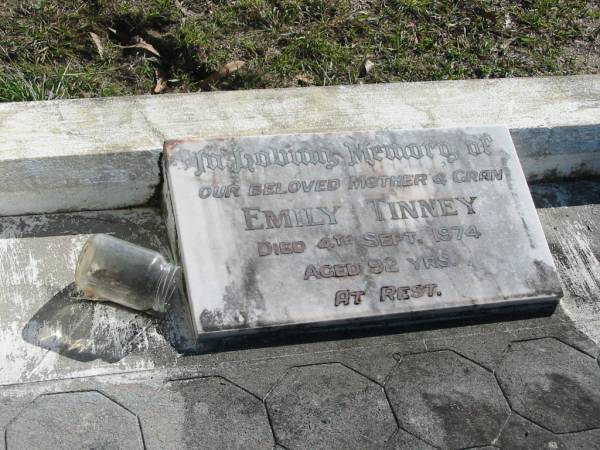 In Loving Memory of
OUR BELOVED MOTHER & GRAN
EMILY TINNEY
DIED 4TH SEPT. 1974
AGED 92 YRS.
AT REST.